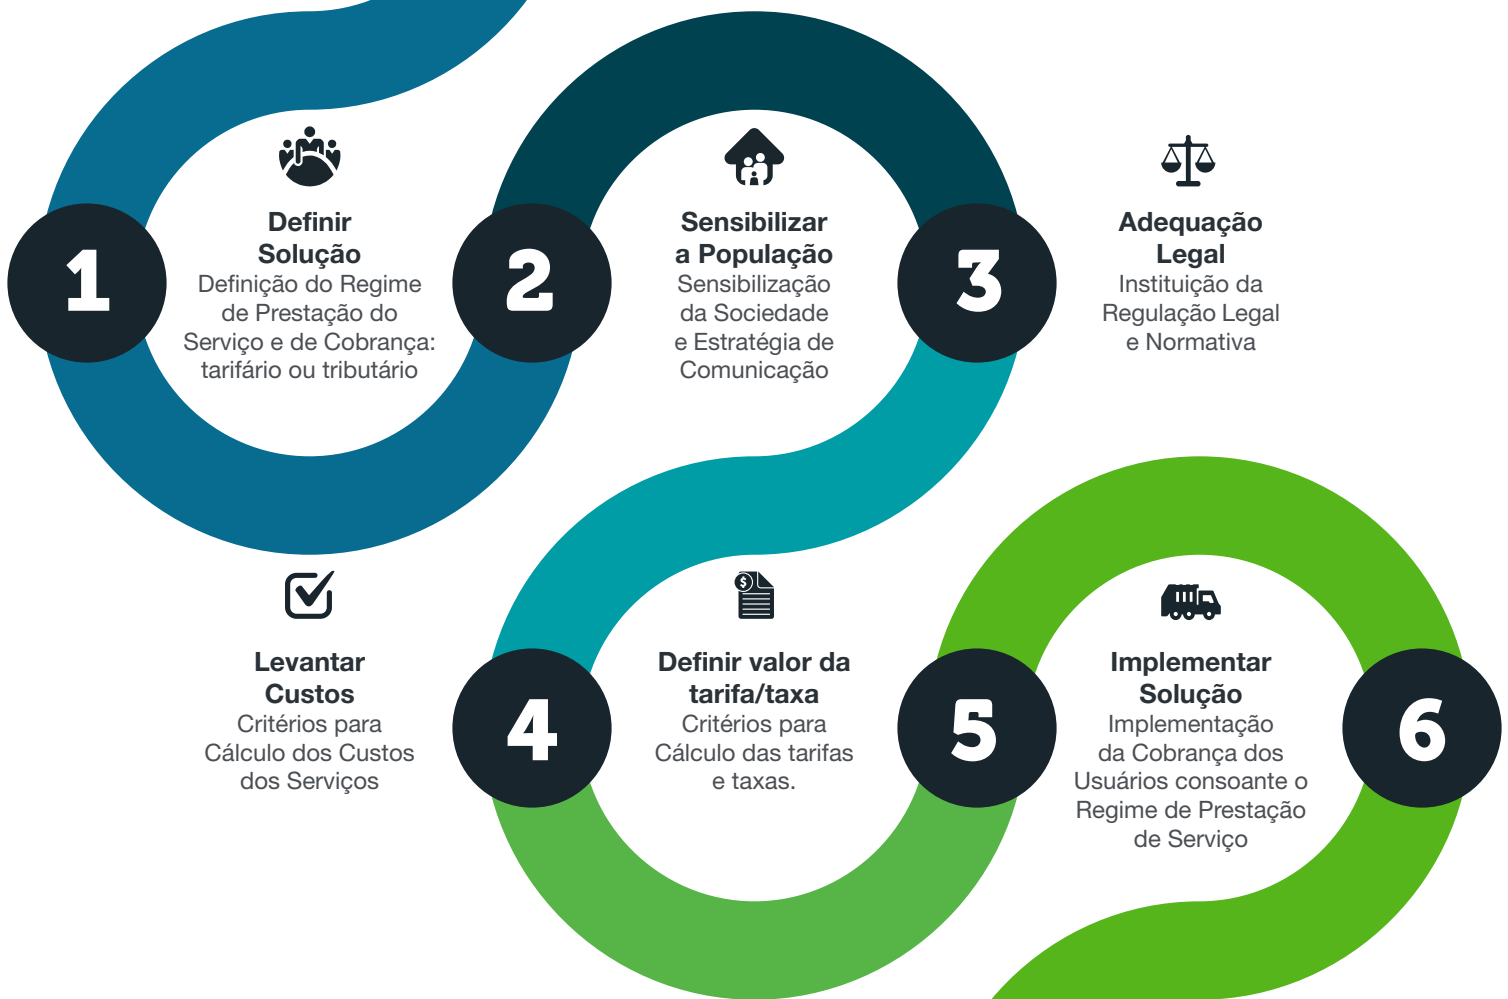 1
Definir
Solução
Definição do Regime
de Prestação do
Serviço e de Cobrança:
tarifário ou tributário
2
Sensibilizar
a População
Sensibilização
da Sociedade
e Estratégia de
Comunicação
3
Adequação
Legal
Instituição da
Regulação Legal
e Normativa
Levantar
Custos
Critérios para
Cálculo dos Custos
dos Serviços
4
$
Definir valor da
tarifa/taxa
Critérios para
Cálculo das tarifas
e taxas.
5
Implementar
Solução
Implementação
da Cobrança dos
Usuários consoante o
Regime de Prestação
de Serviço
6